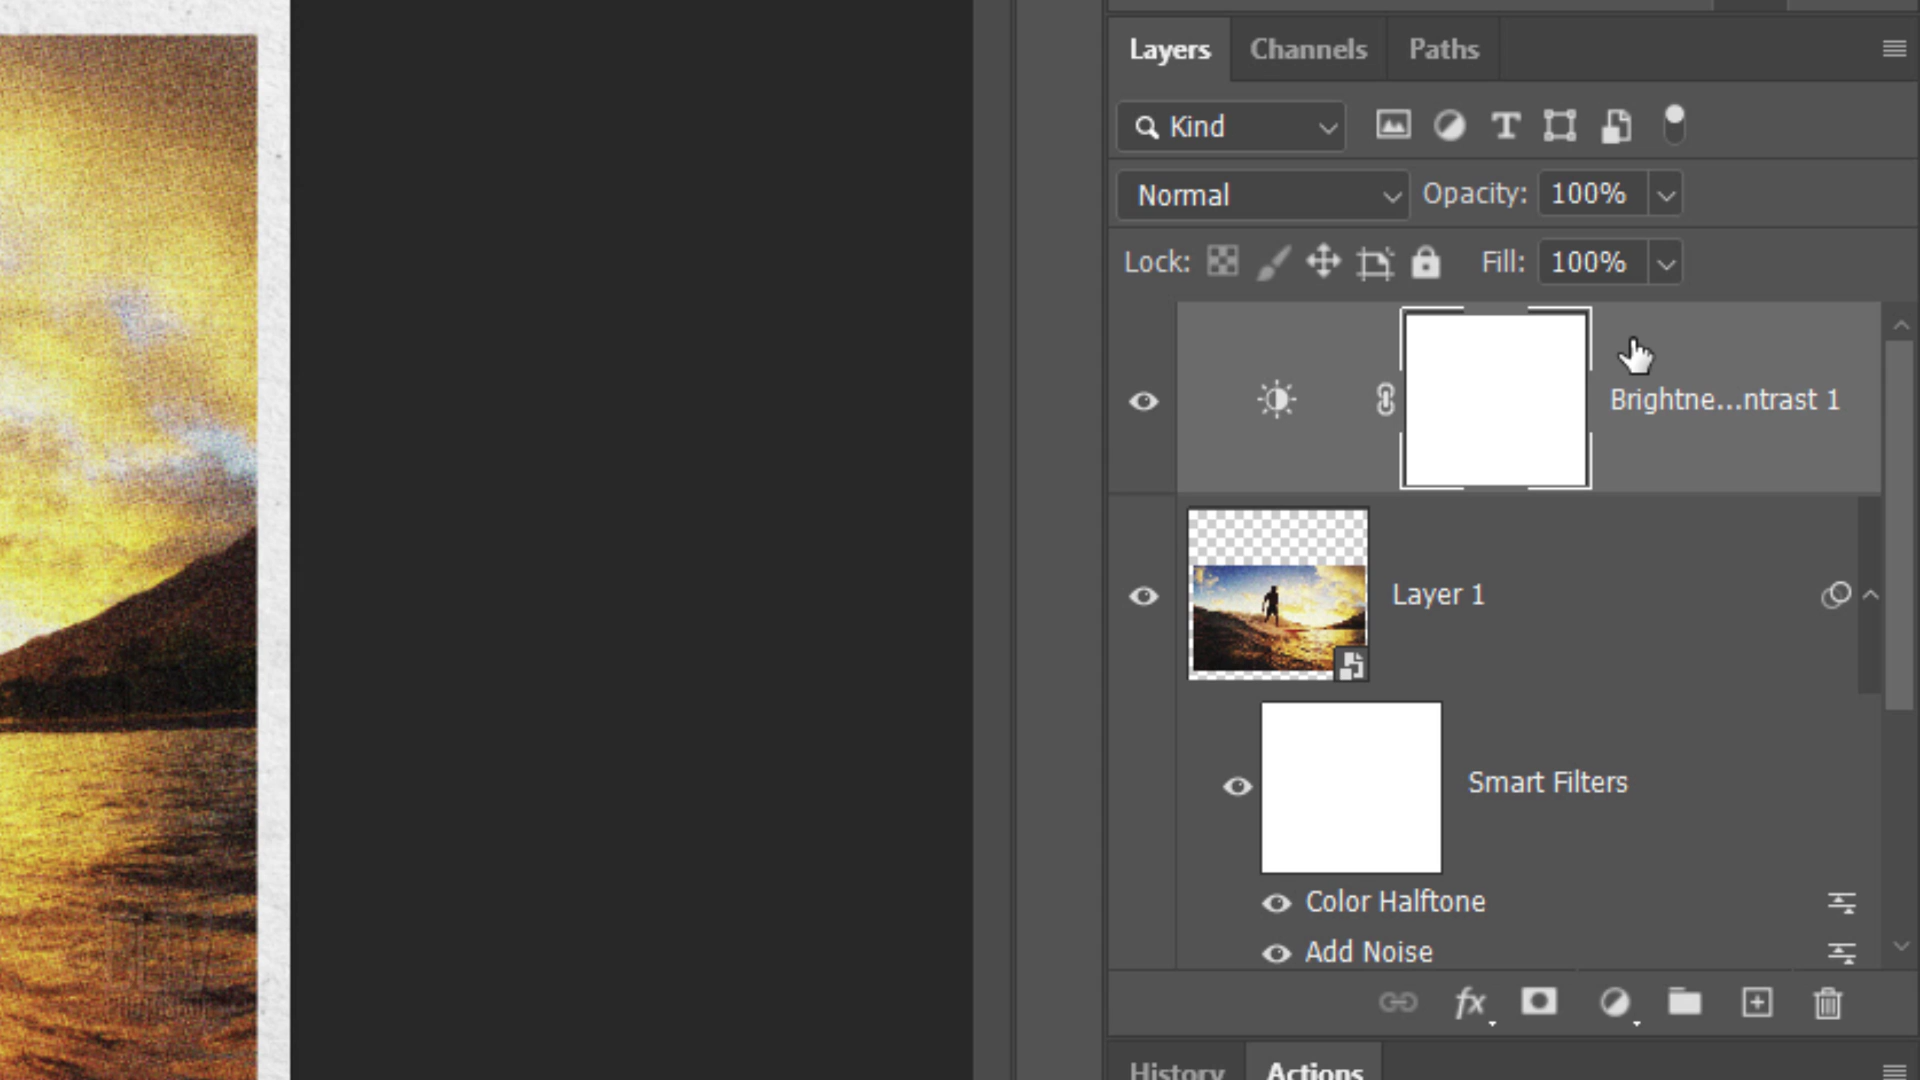 Layers Channels Paths
Kind
Normal Opacity: 100%
Lock: Fill: 100%
Brightne...ntrast 1
Layer 1
Smart Filters
Color Halftone
Add Noise
fx
History Actions